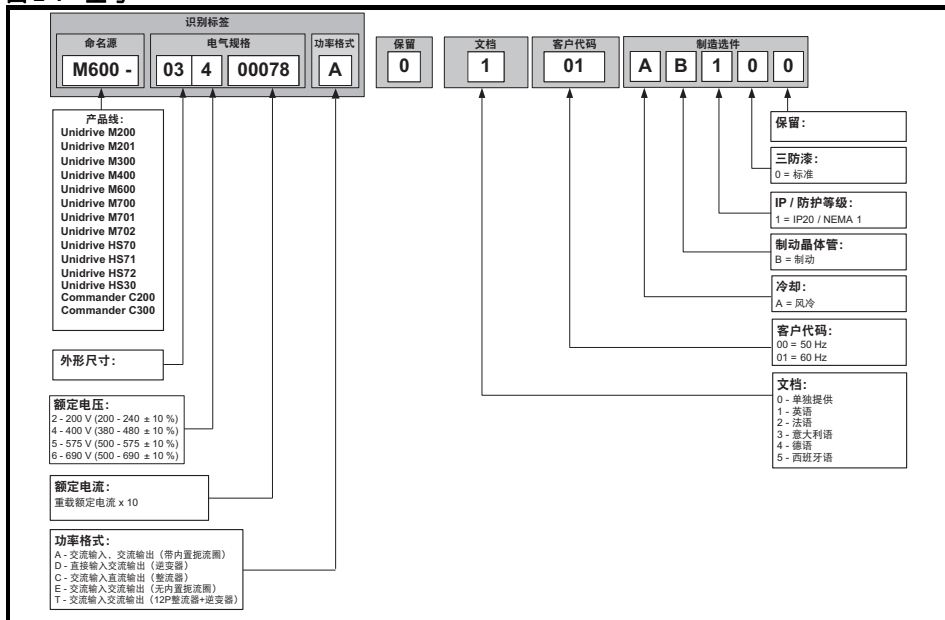 识别标签
命名源
电气规格
功率格式
保留
文档
客户代码
制造选件
M600 -
03
4
00078
A
0
1
01
A
B
1
0
0
产品线:
Unidrive M200
Unidrive M201
Unidrive M300
Unidrive M400
Unidrive M600
Unidrive M700
Unidrive M701
Unidrive M702
Unidrive HS70
Unidrive HS71
Unidrive HS72
Unidrive HS30
Commander C200
Commander C300
外形尺寸:
额定电压:
2 - 200 V (200 - 240 ± 10 %)
4 - 400 V (380 - 480 ± 10 %)
5 - 575 V (500 - 575 ± 10 %)
6 - 690 V (500 - 690 ± 10 %)
额定电流:
重载额定电流 x 10
功率格式:
A - 交流输入，交流输出（带内置扼流圈）
D - 直接输入交流输出（逆变器）
C - 交流输入直流输出（整流器）
E - 交流输入交流输出（无内置扼流圈）
T - 交流输入交流输出（12P整流器+逆变器）
保留:
三防漆:
0 = 标准
IP / 防护等级:
1 = IP20 / NEMA 1
制动晶体管:
B = 制动
冷却:
A = 风冷
客户代码:
00 = 50 Hz
01 = 60 Hz
文档:
0 - 单独提供
1 - 英语
2 - 法语
3 - 意大利语
4 - 德语
5 - 西班牙语